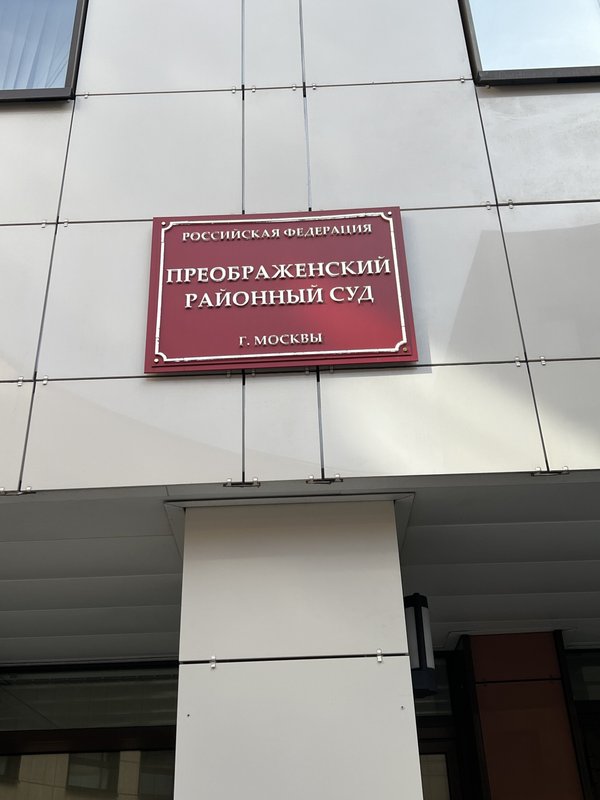 РОССИЙСКАЯ ФЕДЕРАЦИЯ
ПРЕОБРАЖЕНСКИЙ
РАЙОННЫЙ СУД
Г. МОСКВЫ